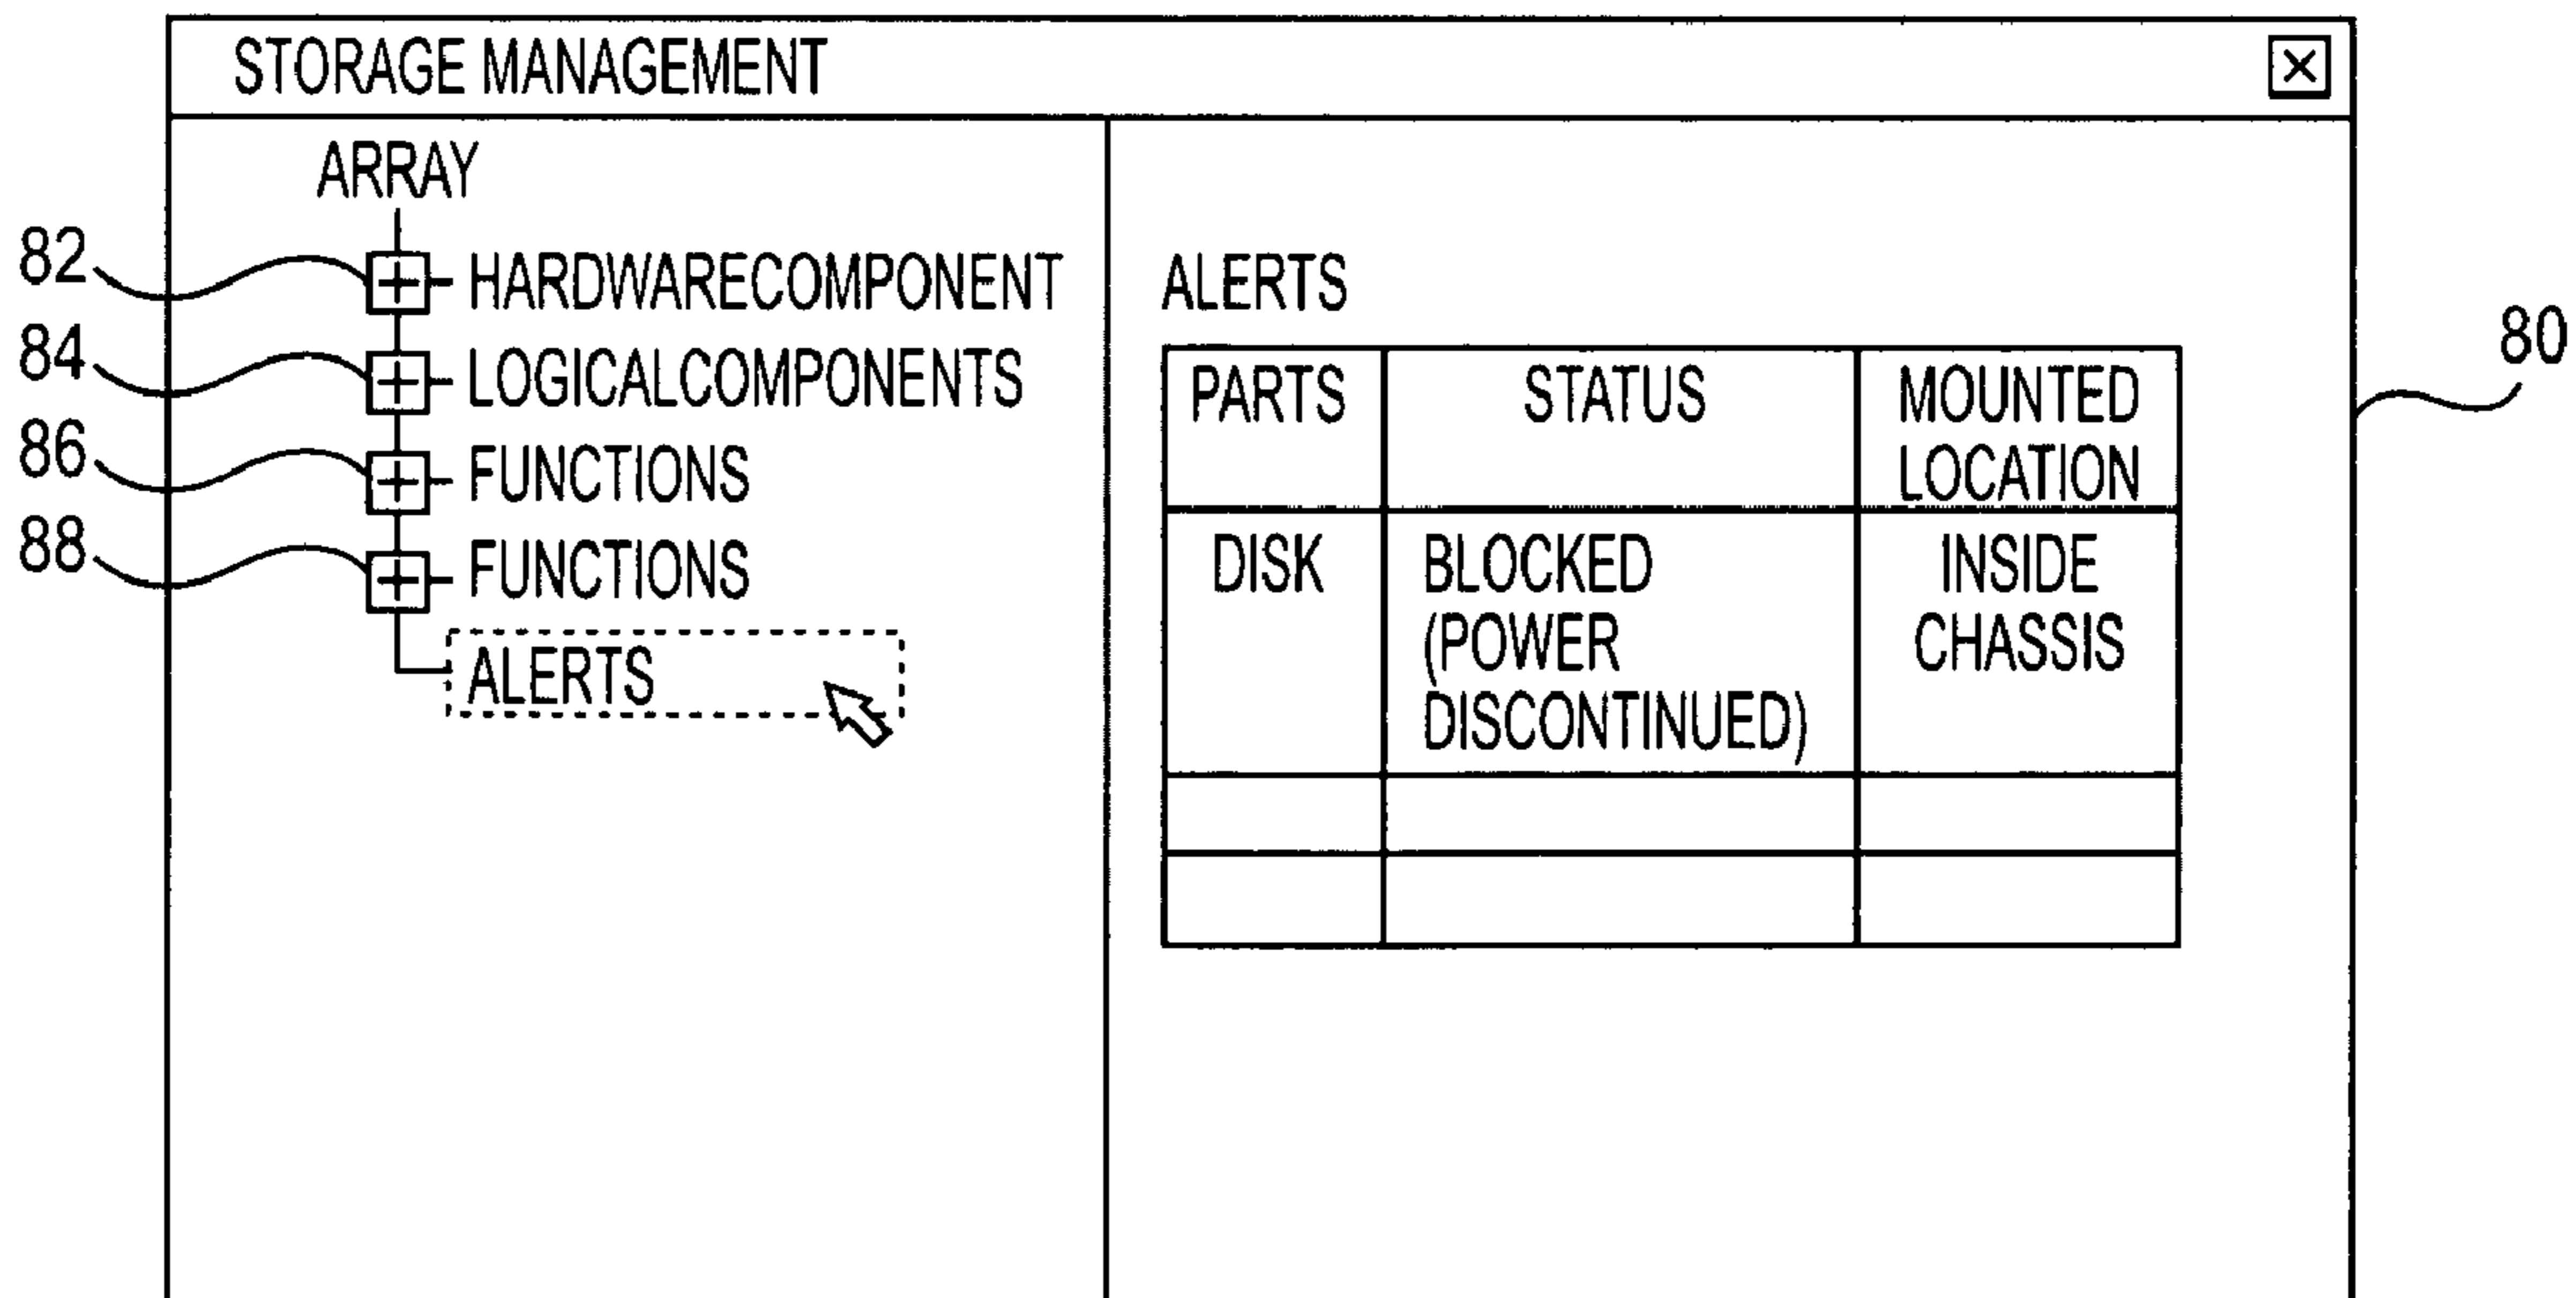 STORAGE MANAGEMENT
ARRAY
82
HARDWARECOMPONENT
84
LOGICALCOMPONENTS
86
FUNCTIONS
88
FUNCTIONS
ALERTS
ALERTS
80
PARTS STATUS MOUNTED
LOCATION
DISK BLOCKED INSIDE
(POWER CHASSIS
DISCONTINUED)